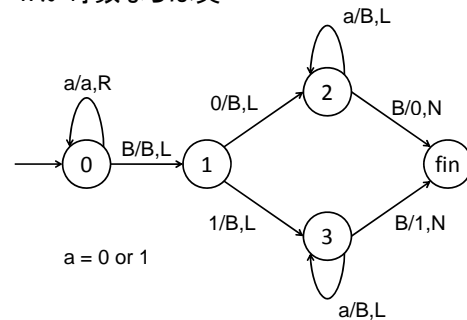 a/B,L
a/a,R
0/B,L
2
B/0,N
B/B,L
0
1
fin
1/B,L
3
B/1,N
a = 0 or 1
a/B,L